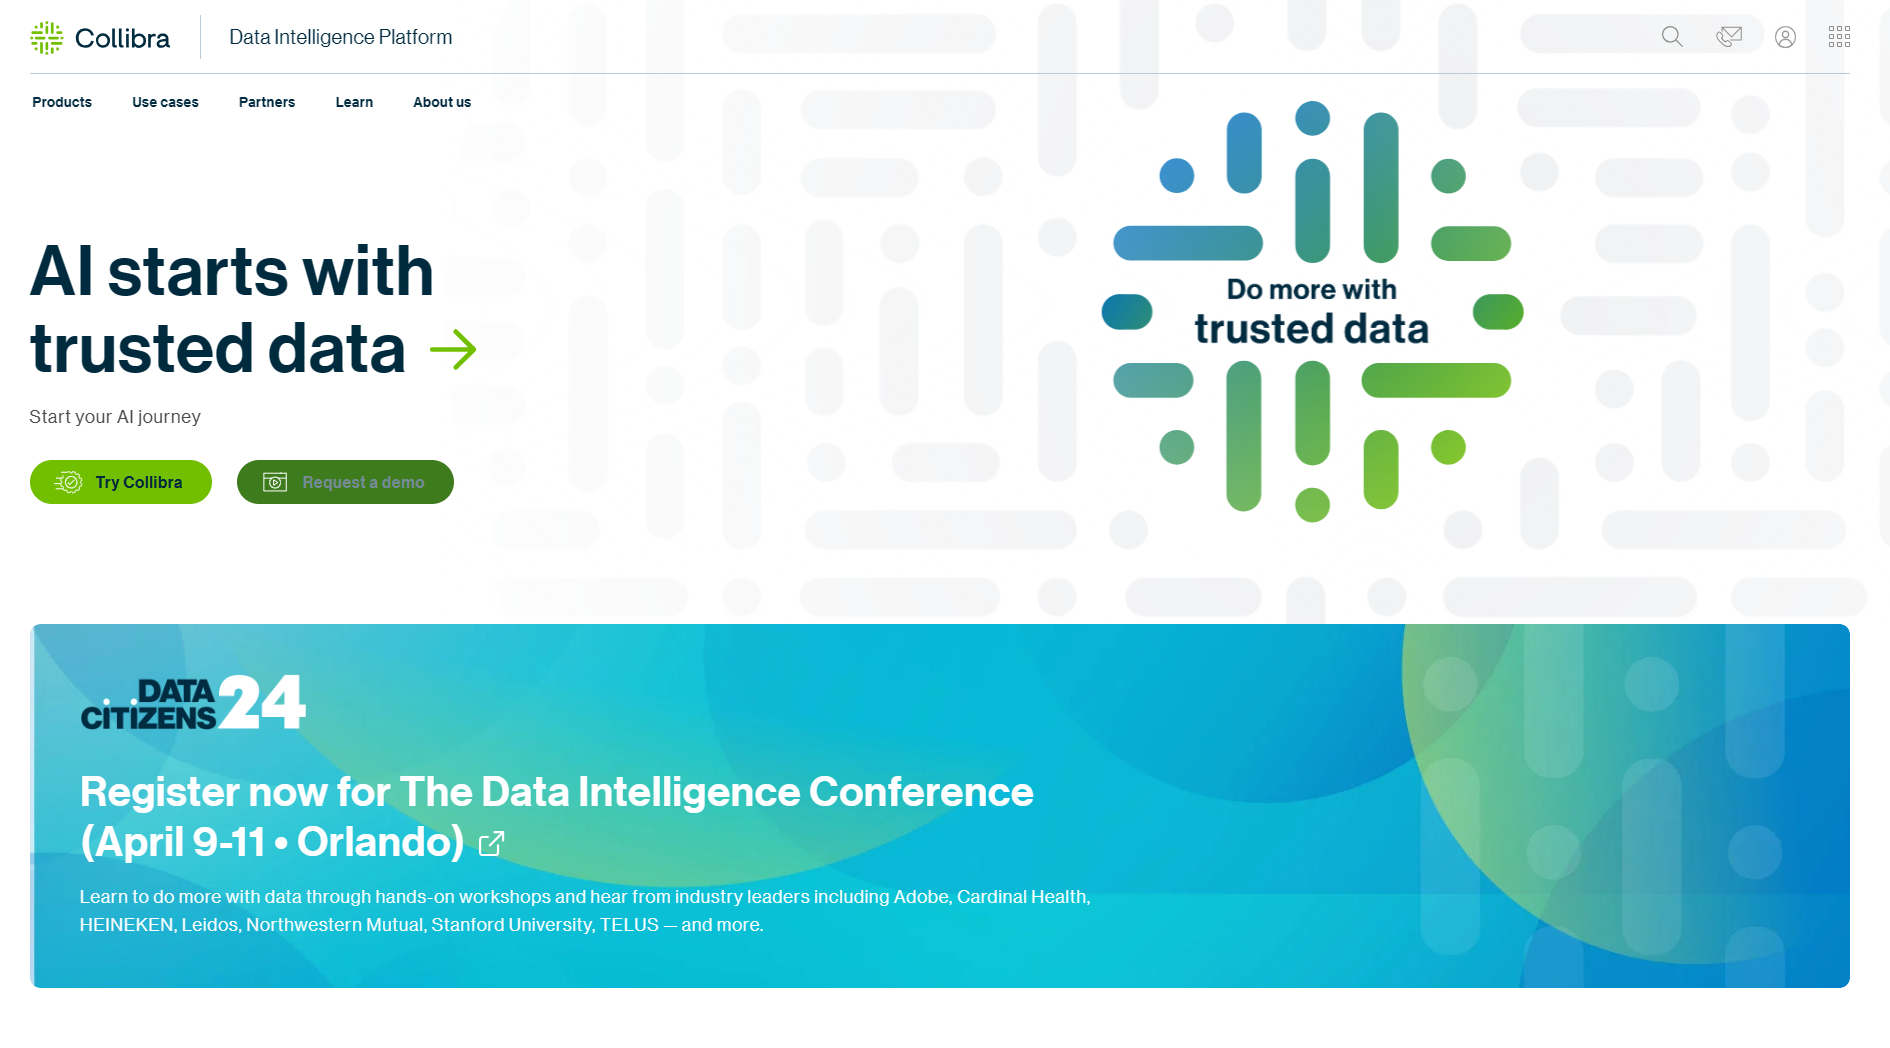 Collibra
Data Intelligence Platform
Products
Use cases
Partners
Learn
About us
AI starts with
trusted data
Start your AI journey
Try Collibra
Request a demo
Do more with
trusted data
DATA
CITIZENS 24
Register now for The Data Intelligence Conference
(April 9-11 • Orlando)
Learn to do more with data through hands-on workshops and hear from industry leaders including Adobe, Cardinal Health,
HEINEKEN, Leidos, Northwestern Mutual, Stanford University, TELUS — and more.